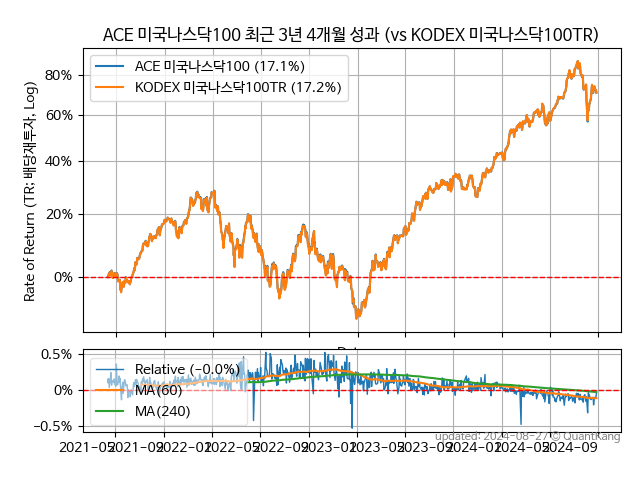 ACE 미국나스닥100 최근 3년 4개월 성과 (vs KODEX 미국나스닥100TR)
Rate of Return (TR: 배당재투자, Log)
80%
60%
40%
20%
0%
ACE 미국나스닥100 (17.1%)
KODEX 미국나스닥100TR (17.2%)
0.5%
0.0%
-0.5%
Relative (-0.0%)
MA(60)
MA(240)
updated: 2024-08-27 © QuantKang
2021-05 2021-09 2022-01 2022-05 2022-09 2023-01 2023-05 2023-09 2024-01 2024-05 2024-09